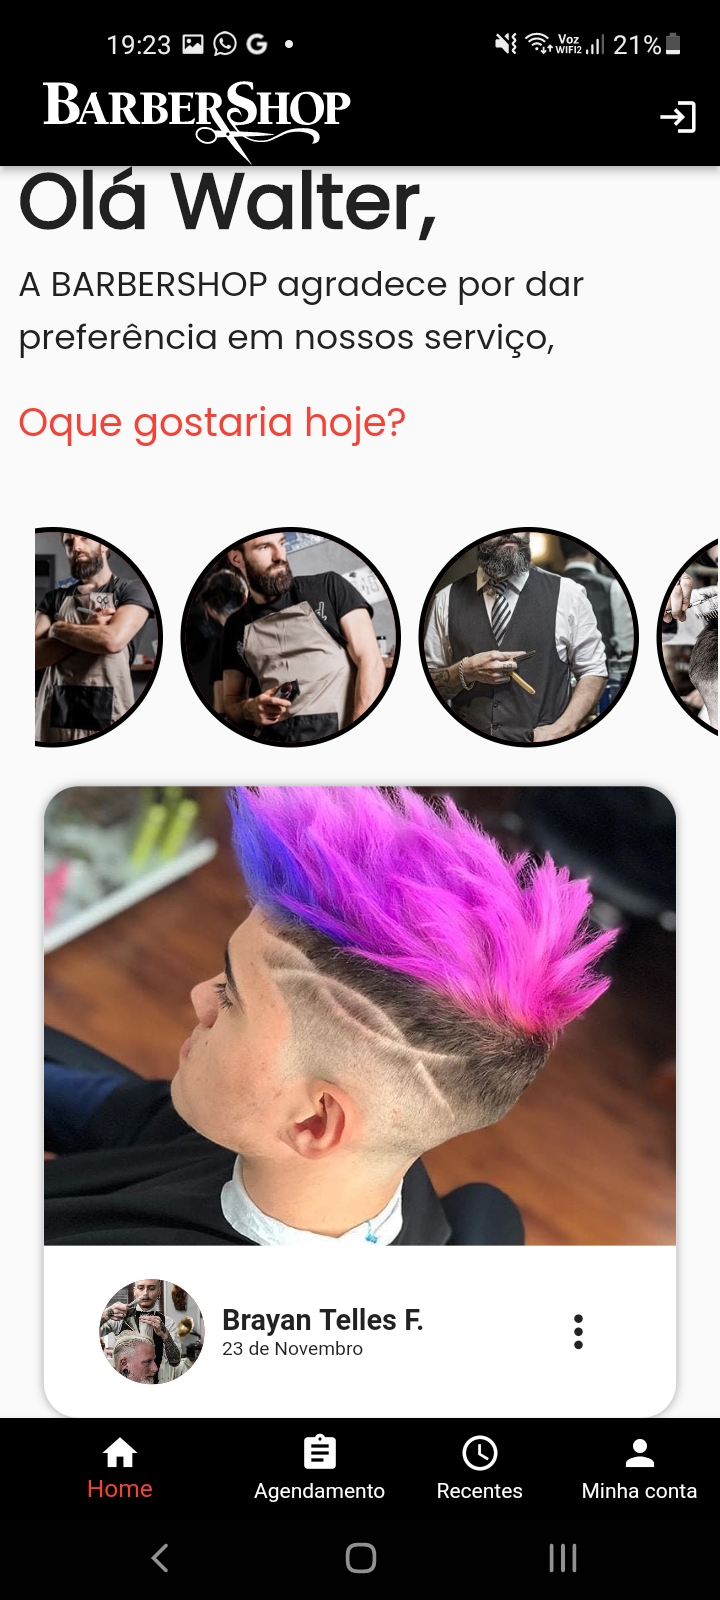 19:23
Voz
WIFI2
21%
BARBERSHOP
Olá Walter,
A BARBERSHOP agradece por dar
preferência em nossos serviço,
Oque gostaria hoje?
Brayan Telles F.
23 de Novembro
Home
Agendamento
Recentes
Minha conta